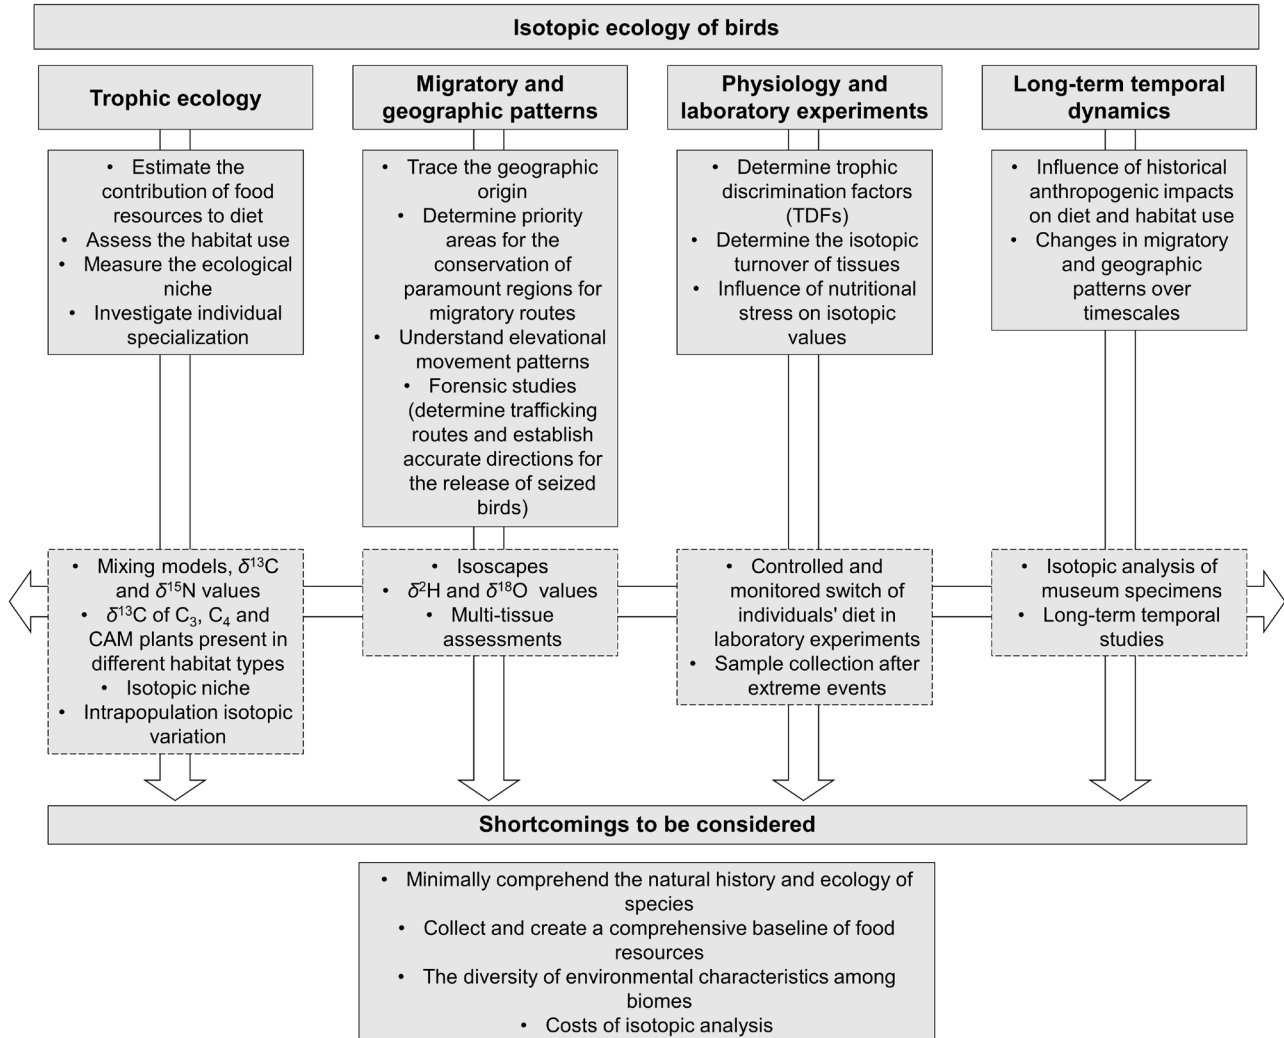 Isotopic ecology of birds
Trophic ecology
• Estimate the
contribution of food
resources to diet
• Assess the habitat use
• Measure the ecological
niche
• Investigate individual
specialization
• Mixing models, δ¹³C
and δ¹⁵N values
• δ¹³C of C₃, C₄ and
CAM plants present in
different habitat types
• Isotopic niche
• Intrapopulation isotopic
variation
Migratory and
geographic patterns
• Trace the geographic
origin
• Determine priority
areas for the
conservation of
paramount regions for
migratory routes
• Understand elevational
movement patterns
• Forensic studies
(determine trafficking
routes and establish
accurate directions for
the release of seized
birds)
• Isoscapes
• δ²H and δ¹⁸O values
• Multi-tissue
assessments
Physiology and
laboratory experiments
• Determine trophic
discrimination factors
(TDFs)
• Determine the isotopic
turnover of tissues
• Influence of nutritional
stress on isotopic
values
• Controlled and
monitored switch of
individuals' diet in
laboratory experiments
• Sample collection after
extreme events
Long-term temporal
dynamics
• Influence of historical
anthropogenic impacts
on diet and habitat use
• Changes in migratory
and geographic
patterns over
timescales
• Isotopic analysis of
museum specimens
• Long-term temporal
studies
Shortcomings to be considered
• Minimally comprehend the natural history and ecology of
species
• Collect and create a comprehensive baseline of food
resources
• The diversity of environmental characteristics among
biomes
• Costs of isotopic analysis